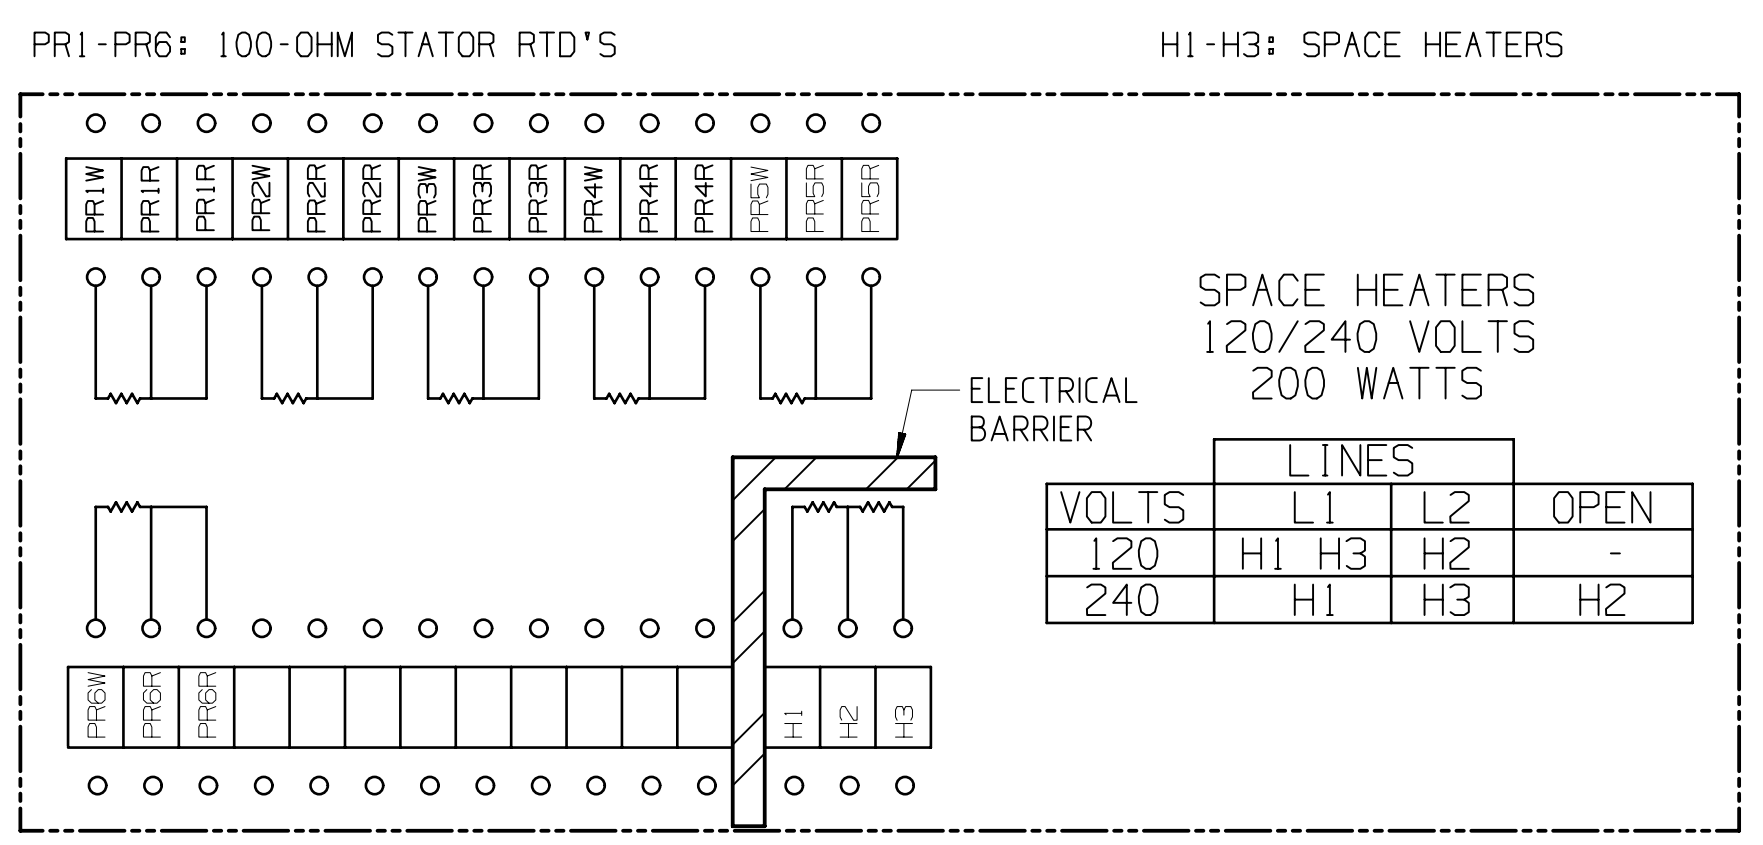 PR1-PR6: 100-OHM STATOR RTD'S
H1-H3: SPACE HEATERS
PR1W PR1R PR1R PR2W PR2R PR2R PR3W PR3R PR3R PR4W PR4R PR4R PR5W PR5R PR5R
SPACE HEATERS
120/240 VOLTS
200 WATTS
ELECTRICAL
BARRIER
LINES
VOLTS L1 L2 OPEN
120 H1 H3 H2 -
240 H1 H3 H2
PR6W PR6R PR6R H1 H2 H3